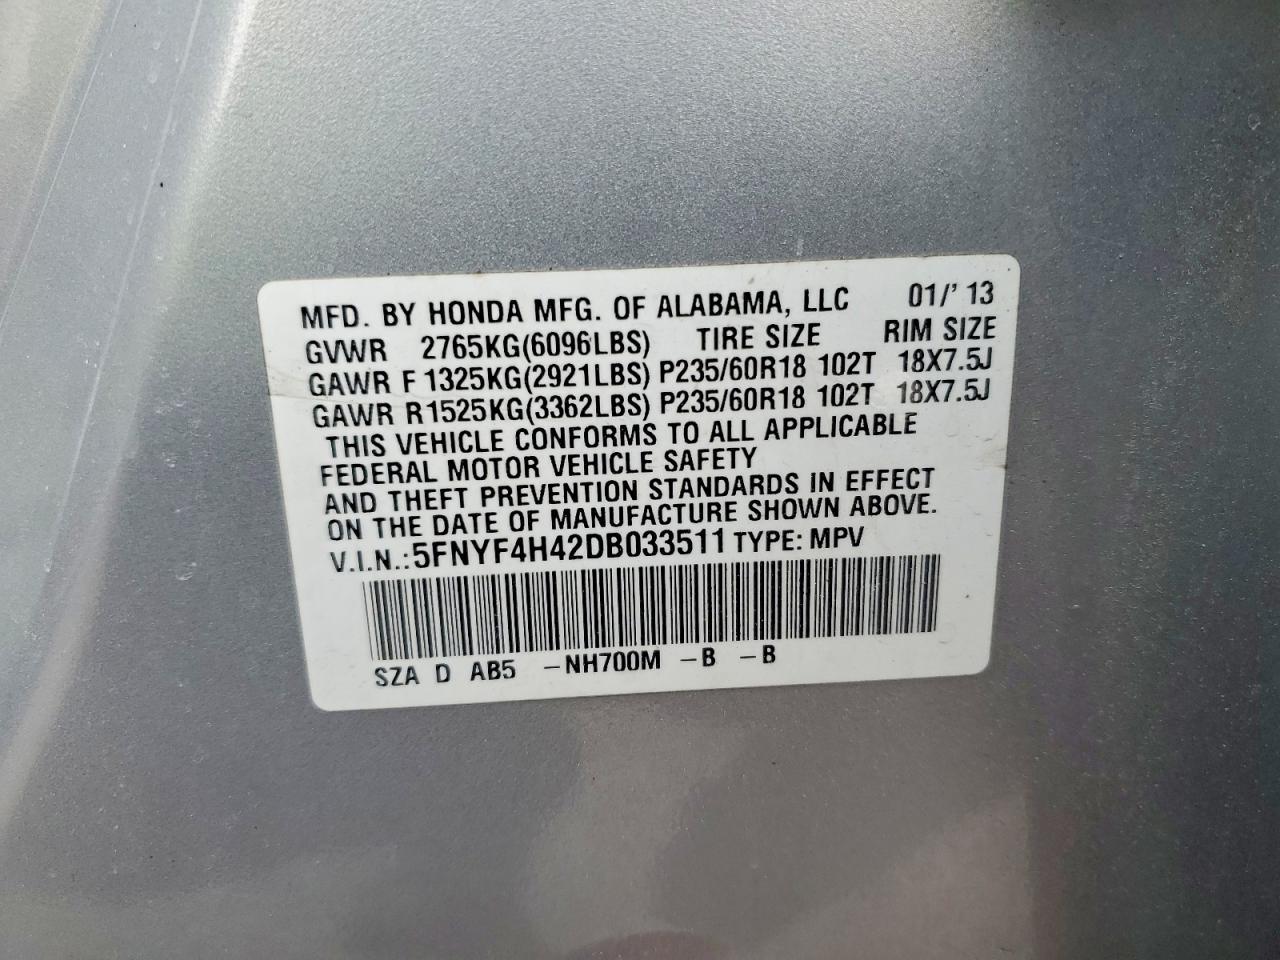 MFD. BY HONDA MFG. OF ALABAMA, LLC 01/'13
GVWR 2765KG(6096LBS) TIRE SIZE RIM SIZE
GAWR F 1325KG(2921LBS) P235/60R18 102T 18X7.5J
GAWR R1525KG(3362LBS) P235/60R18 102T 18X7.5J
THIS VEHICLE CONFORMS TO ALL APPLICABLE
FEDERAL MOTOR VEHICLE SAFETY
AND THEFT PREVENTION STANDARDS IN EFFECT
ON THE DATE OF MANUFACTURE SHOWN ABOVE.
V.I.N.: 5FNYF4H42DB033511 TYPE: MPV
SZA D AB5 -NH700M -B -B